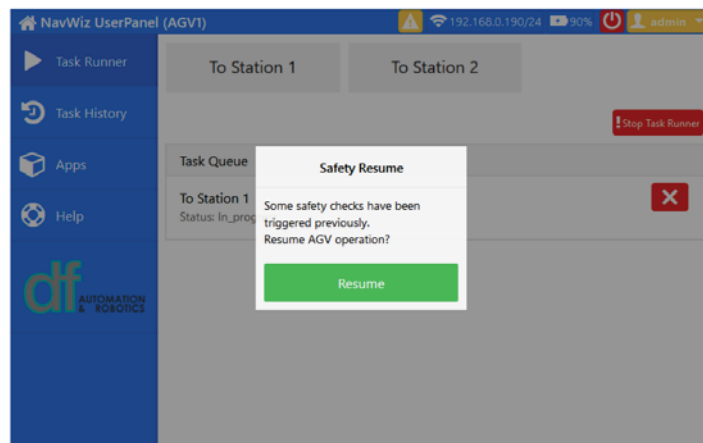 NavWiz UserPanel (AGV1)
192.168.0.190/24 90% admin
Task Runner
To Station 1
To Station 2
Task History
Stop Task Runner
Apps
Task Queue
Safety Resume
To Station 1
Status: In_prog
Some safety checks have been
triggered previously.
Resume AGV operation?
Help
Resume
df AUTOMATION
& ROBOTICS